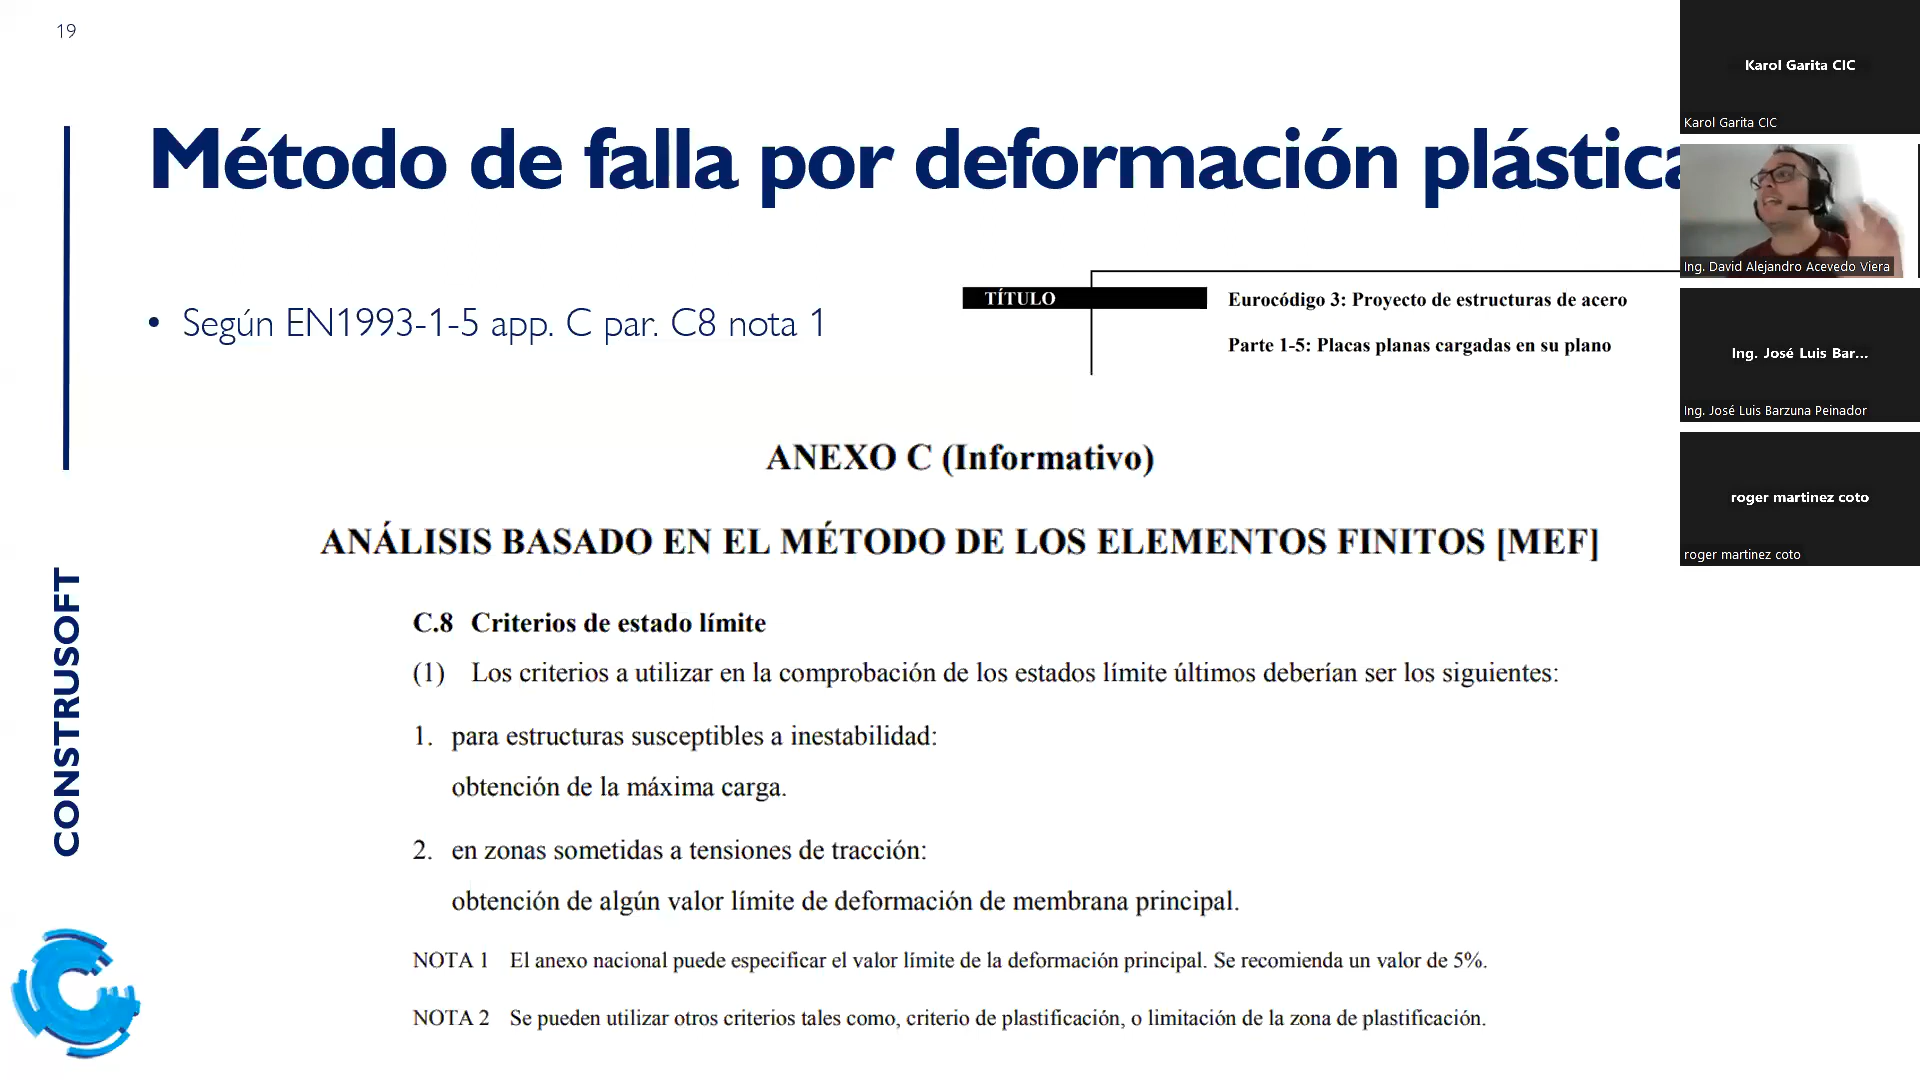 19
Método de falla por deformación plástica
• Según EN1993-1-5 app. C par. C8 nota 1
TÍTULO
Eurocódigo 3: Proyecto de estructuras de acero
Parte 1-5: Placas planas cargadas en su plano
ANEXO C (Informativo)
ANÁLISIS BASADO EN EL MÉTODO DE LOS ELEMENTOS FINITOS [MEF]
C.8 Criterios de estado límite
(1) Los criterios a utilizar en la comprobación de los estados límite últimos deberían ser los siguientes:
1. para estructuras susceptibles a inestabilidad:
obtención de la máxima carga.
2. en zonas sometidas a tensiones de tracción:
obtención de algún valor límite de deformación de membrana principal.
NOTA 1 El anexo nacional puede especificar el valor límite de la deformación principal. Se recomienda un valor de 5%.
NOTA 2 Se pueden utilizar otros criterios tales como, criterio de plastificación, o limitación de la zona de plastificación.
CONSTRUSOFT
Karol Garita CIC
Karol Garita CIC
Ing. David Alejandro Acevedo Viera
Ing. José Luis Bar...
Ing. José Luis Barzuna Peinador
roger martinez coto
roger martinez coto